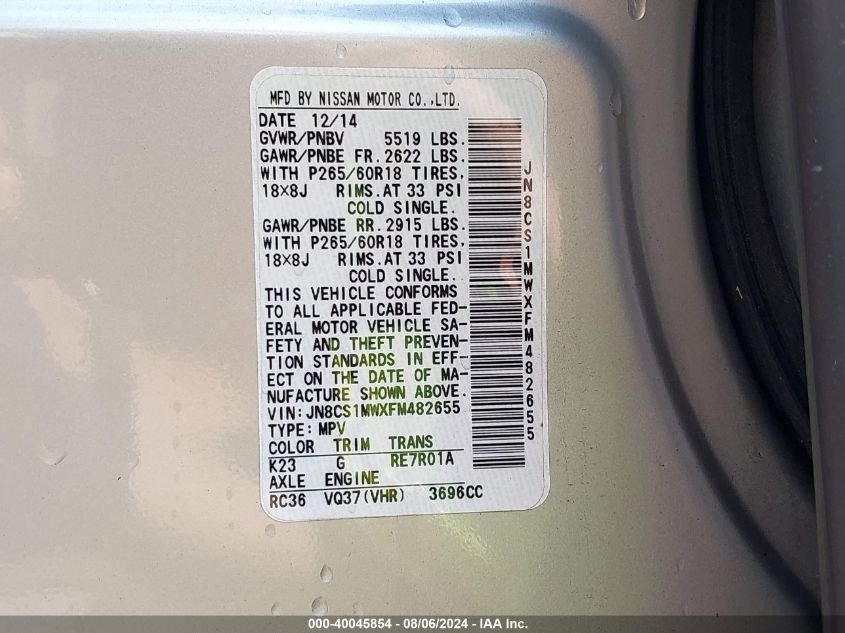 MFD BY NISSAN MOTOR CO.,LTD.
DATE 12/14
GVWR/PNBV 5519 LBS.
GAWR/PNBE FR. 2622 LBS.
WITH P265/60R18 TIRES,
18×8J RIMS.AT 33 PSI
COLD SINGLE.
GAWR/PNBE RR. 2915 LBS.
WITH P265/60R18 TIRES,
18×8J RIMS.AT 33 PSI
COLD SINGLE.
THIS VEHICLE CONFORMS
TO ALL APPLICABLE FED-
ERAL MOTOR VEHICLE SA-
FETY AND THEFT PREVEN-
TION STANDARDS IN EFF-
ECT ON THE DATE OF MA-
NUFACTURE SHOWN ABOVE.
VIN: JN8CS1MWXFM482655
TYPE: MPV
COLOR TRIM TRANS
K23 G RE7R01A
AXLE ENGINE
RC36 VQ37(VHR) 3696CC
JN8CS1MWXFM482655
000-40045854 - 08/06/2024 - IAA Inc.